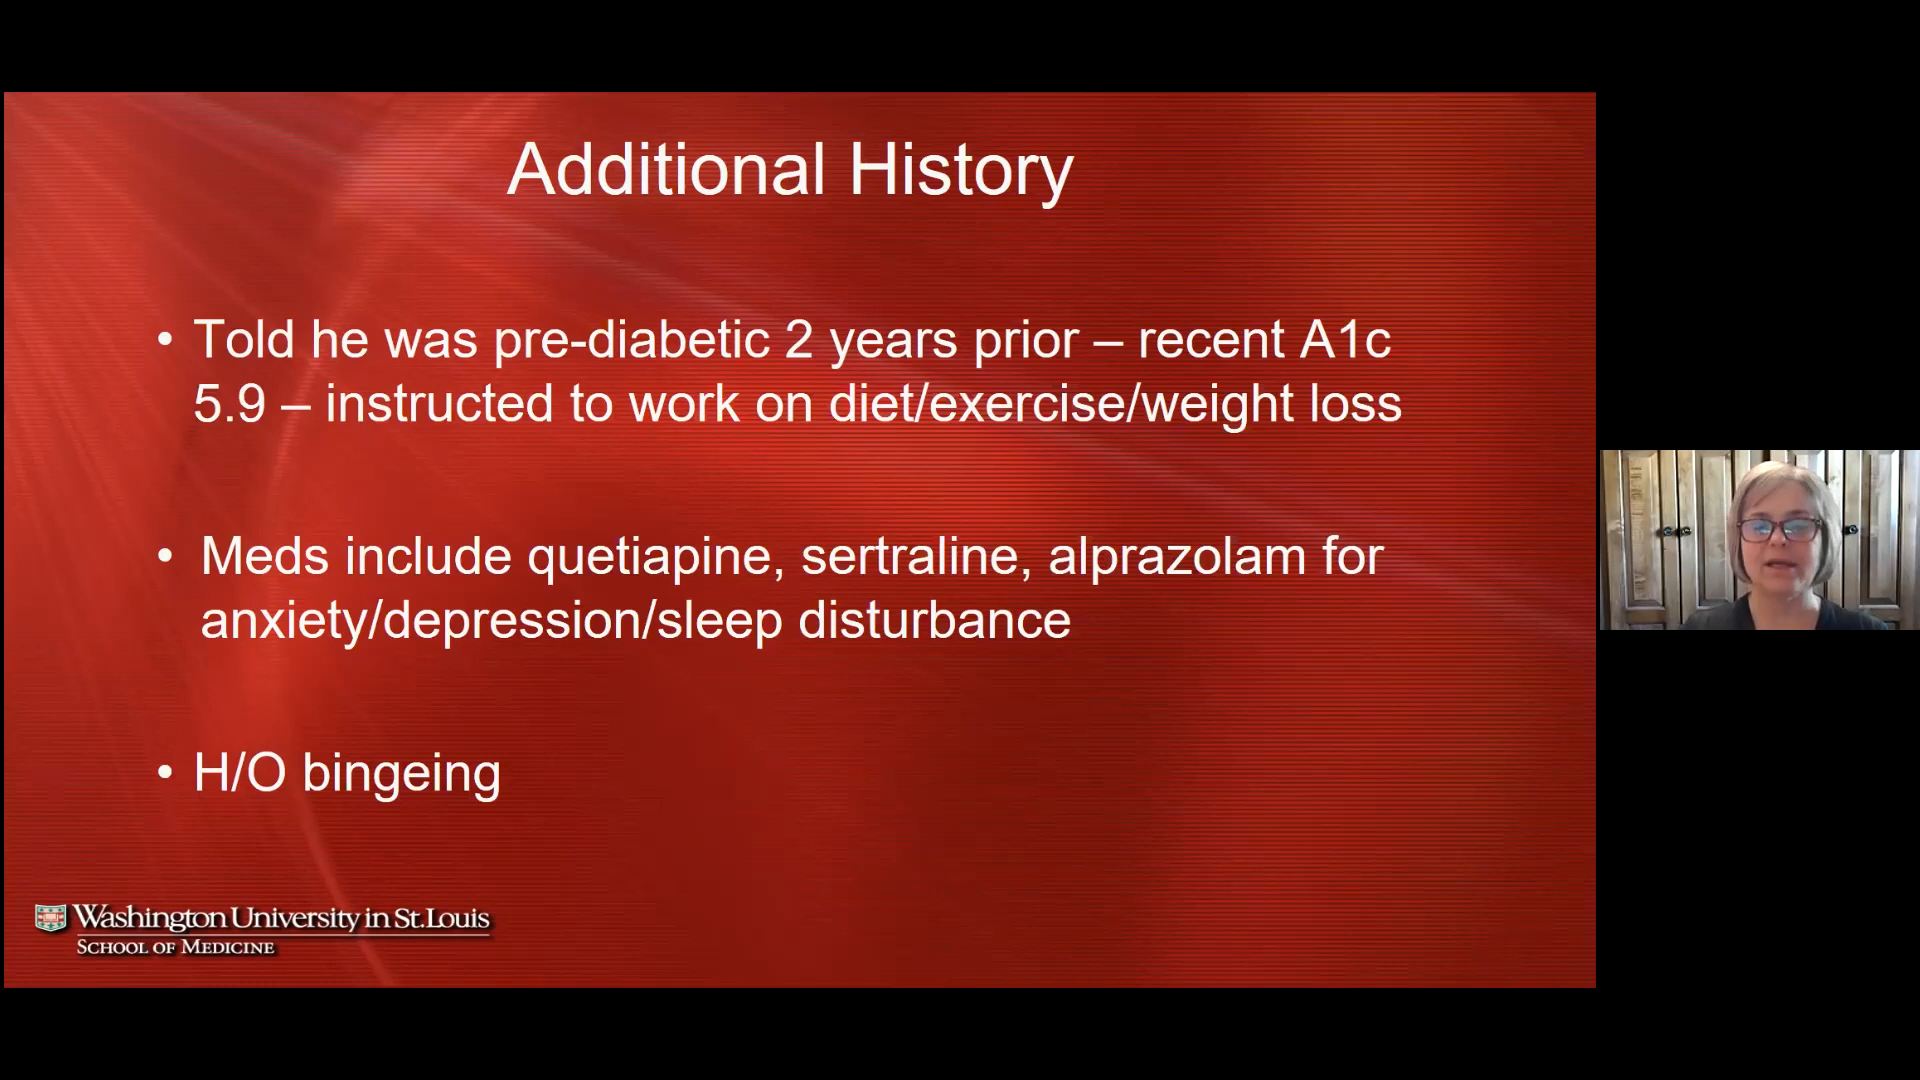 Additional History
• Told he was pre-diabetic 2 years prior – recent A1c
5.9 – instructed to work on diet/exercise/weight loss
• Meds include quetiapine, sertraline, alprazolam for
anxiety/depression/sleep disturbance
• H/O bingeing
Washington University in St. Louis
SCHOOL OF MEDICINE